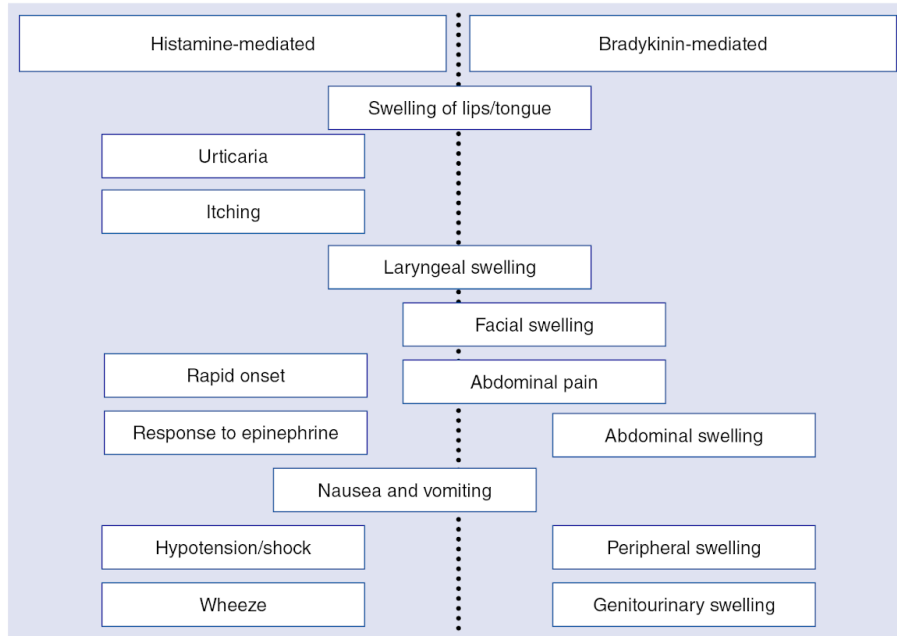 Histamine-mediated
Bradykinin-mediated
Swelling of lips/tongue
Urticaria
Itching
Laryngeal swelling
Facial swelling
Rapid onset
Abdominal pain
Response to epinephrine
Abdominal swelling
Nausea and vomiting
Hypotension/shock
Peripheral swelling
Wheeze
Genitourinary swelling